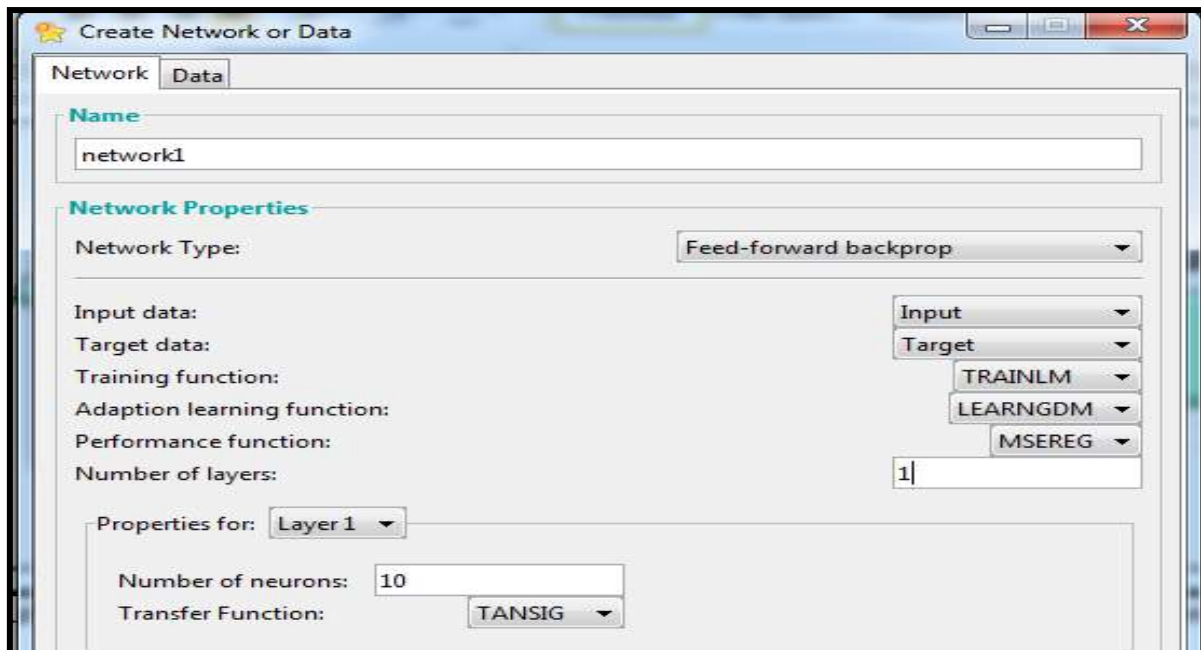 Create Network or Data
Network Data
Name
network1
Network Properties
Network Type: Feed-forward backprop
Input data: Input
Target data: Target
Training function: TRAINLM
Adaption learning function: LEARNGDM
Performance function: MSEREG
Number of layers: 1
Properties for: Layer 1
Number of neurons: 10
Transfer Function: TANSIG